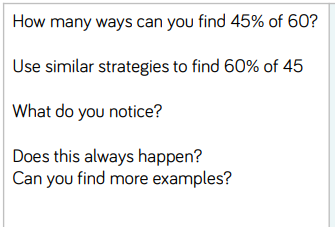 How many ways can you find 45% of 60?
Use similar strategies to find 60% of 45
What do you notice?
Does this always happen?
Can you find more examples?